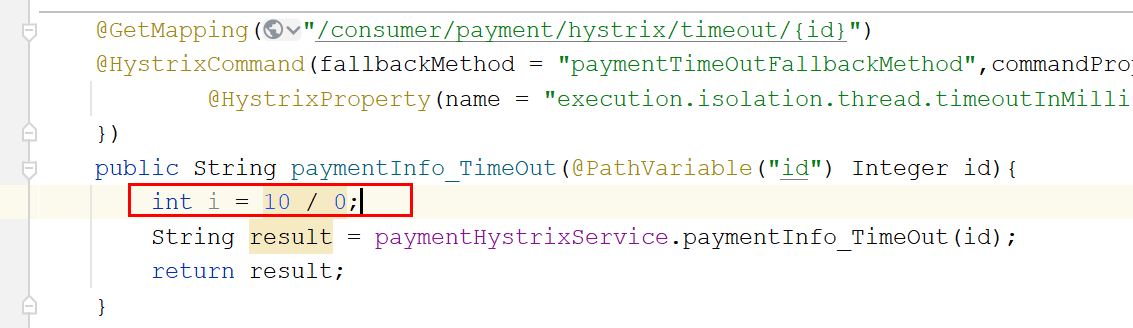 @GetMapping("/consumer/payment/hystrix/timeout/{id}")
@HystrixCommand(fallbackMethod = "paymentTimeOutFallbackMethod",commandProp
@HystrixProperty(name = "execution.isolation.thread.timeoutInMilli
})
public String paymentInfo_TimeOut(@PathVariable("id") Integer id){
int i = 10 / 0;
String result = paymentHystrixService.paymentInfo_TimeOut(id);
return result;
}